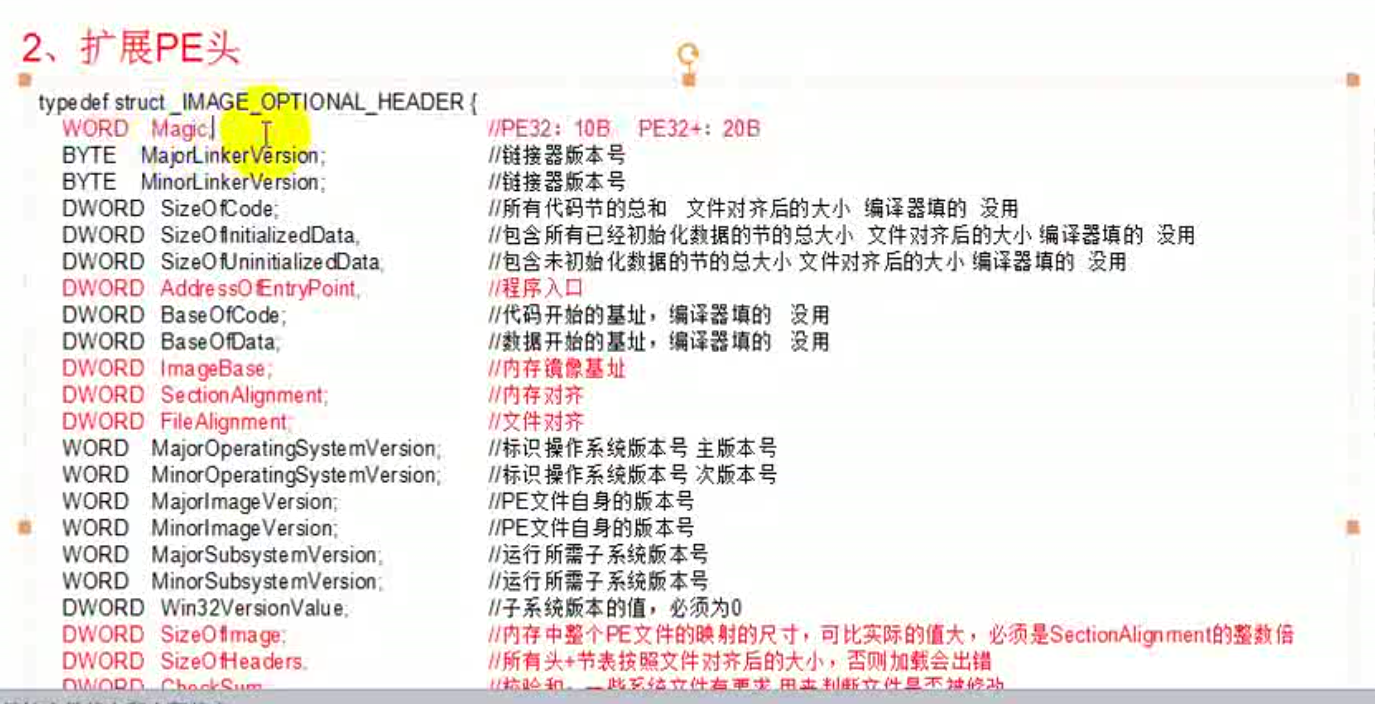 2、扩展PE头
typedef struct _IMAGE_OPTIONAL_HEADER {
WORD Magic; //PE32: 10B PE32+: 20B
BYTE MajorLinkerVersion; //链接器版本号
BYTE MinorLinkerVersion; //链接器版本号
DWORD SizeOfCode; //所有代码节的总和 文件对齐后的大小 编译器填的 没用
DWORD SizeOfInitializedData; //包含所有已经初始化数据的节的总大小 文件对齐后的大小 编译器填的 没用
DWORD SizeOfUninitializedData; //包含未初始化数据的节的总大小 文件对齐后的大小 编译器填的 没用
DWORD AddressOfEntryPoint; //程序入口
DWORD BaseOfCode; //代码开始的基址，编译器填的 没用
DWORD BaseOfData; //数据开始的基址，编译器填的 没用
DWORD ImageBase; //内存镜像基址
DWORD SectionAlignment; //内存对齐
DWORD FileAlignment; //文件对齐
WORD MajorOperatingSystemVersion; //标识操作系统版本号 主版本号
WORD MinorOperatingSystemVersion; //标识操作系统版本号 次版本号
WORD MajorImageVersion; //PE文件自身的版本号
WORD MinorImageVersion; //PE文件自身的版本号
WORD MajorSubsystemVersion; //运行所需子系统版本号
WORD MinorSubsystemVersion; //运行所需子系统版本号
DWORD Win32VersionValue; //子系统版本的值，必须为0
DWORD SizeOfImage; //内存中整个PE文件的映射的尺寸，可比实际的值大，必须是SectionAlignment的整数倍
DWORD SizeOfHeaders; //所有头+节表按照文件对齐后的大小，否则加载会出错
DWORD CheckSum; //校验和，一些系统文件有要求.用来判断文件是否被修改